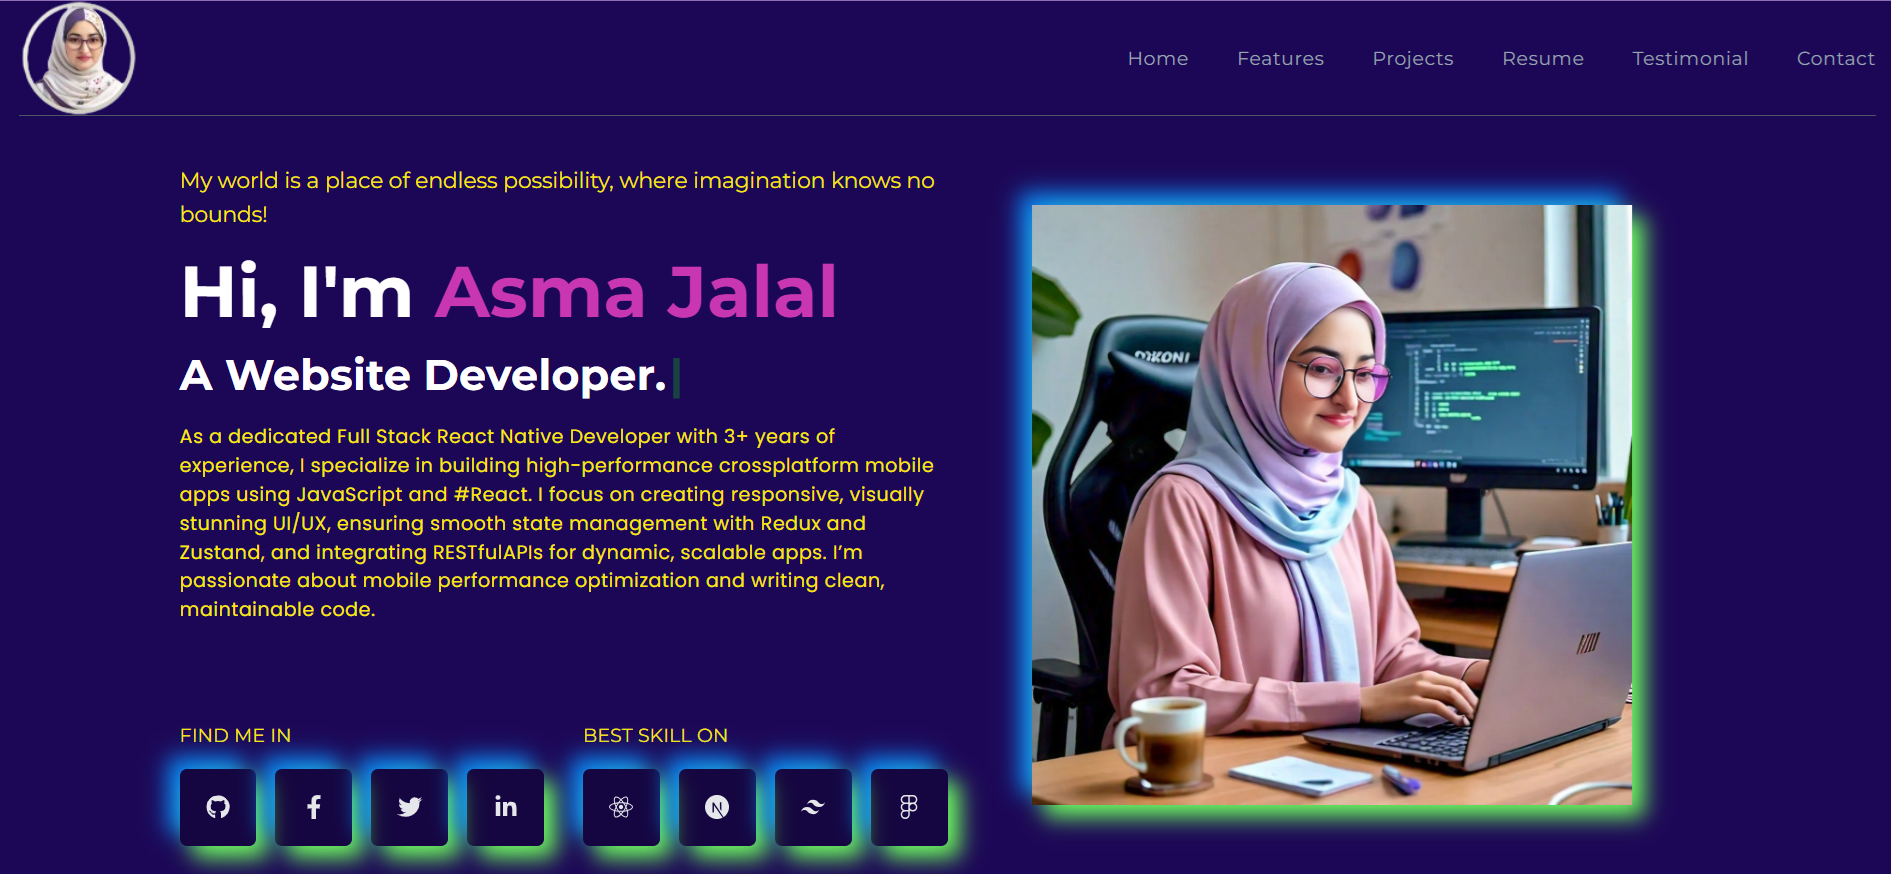 Home Features Projects Resume Testimonial Contact
My world is a place of endless possibility, where imagination knows no
bounds!
Hi, I'm Asma Jalal
A Website Developer.
As a dedicated Full Stack React Native Developer with 3+ years of
experience, I specialize in building high-performance crossplatform mobile
apps using JavaScript and #React. I focus on creating responsive, visually
stunning UI/UX, ensuring smooth state management with Redux and
Zustand, and integrating RESTfulAPIs for dynamic, scalable apps. I’m
passionate about mobile performance optimization and writing clean,
maintainable code.
FIND ME IN
BEST SKILL ON